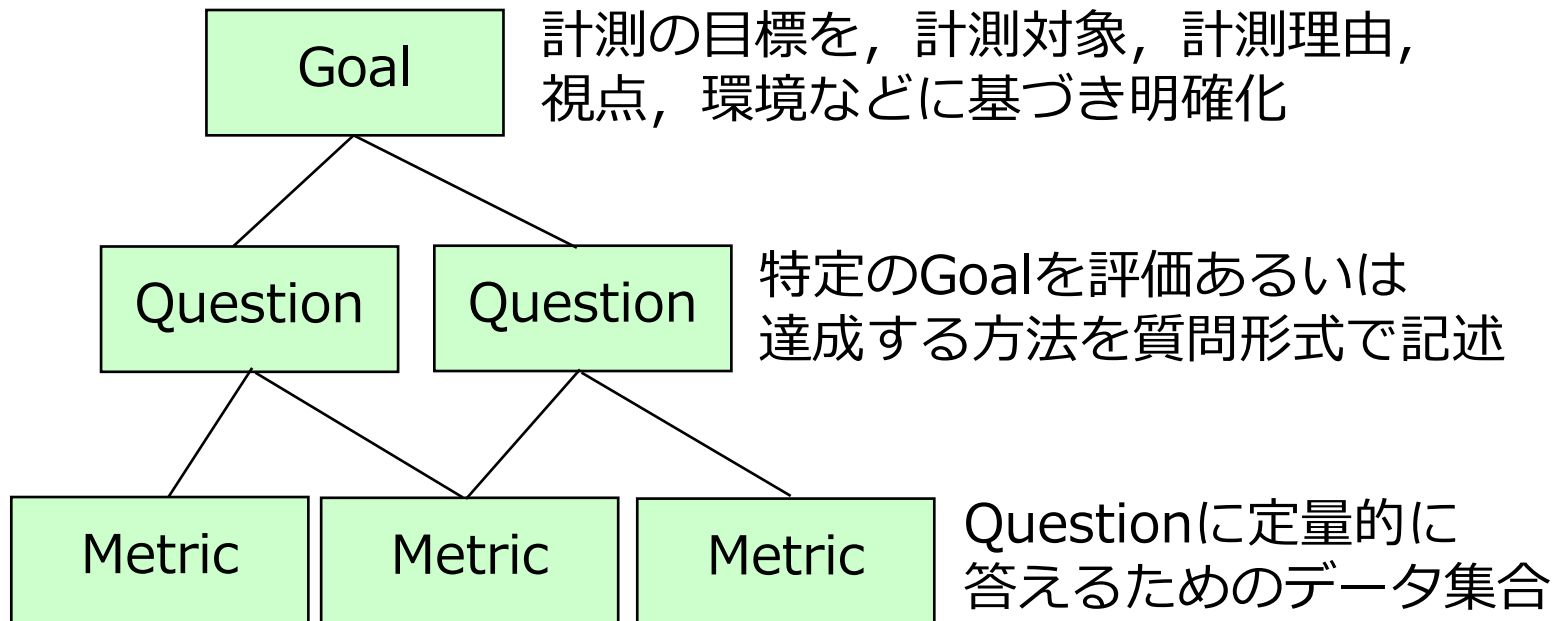 Goal
計測の目標を，計測対象，計測理由，
視点，環境などに基づき明確化
Question
Question
特定のGoalを評価あるいは
達成する方法を質問形式で記述
Metric
Metric
Metric
Questionに定量的に
答えるためのデータ集合